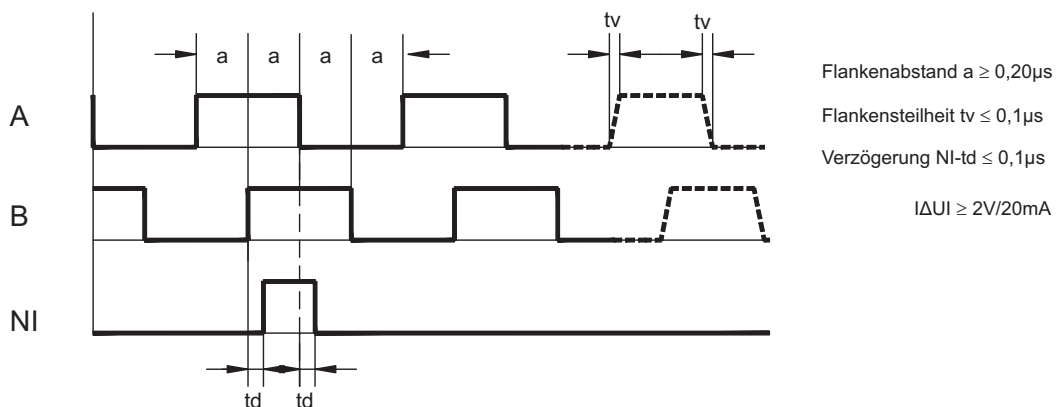 tv tv
a a a a
Flankenabstand a ≥ 0,20µs
A
Flankensteilheit tv ≤ 0,1µs
Verzögerung NI-td ≤ 0,1µs
B
IΔUI ≥ 2V/20mA
NI
td td